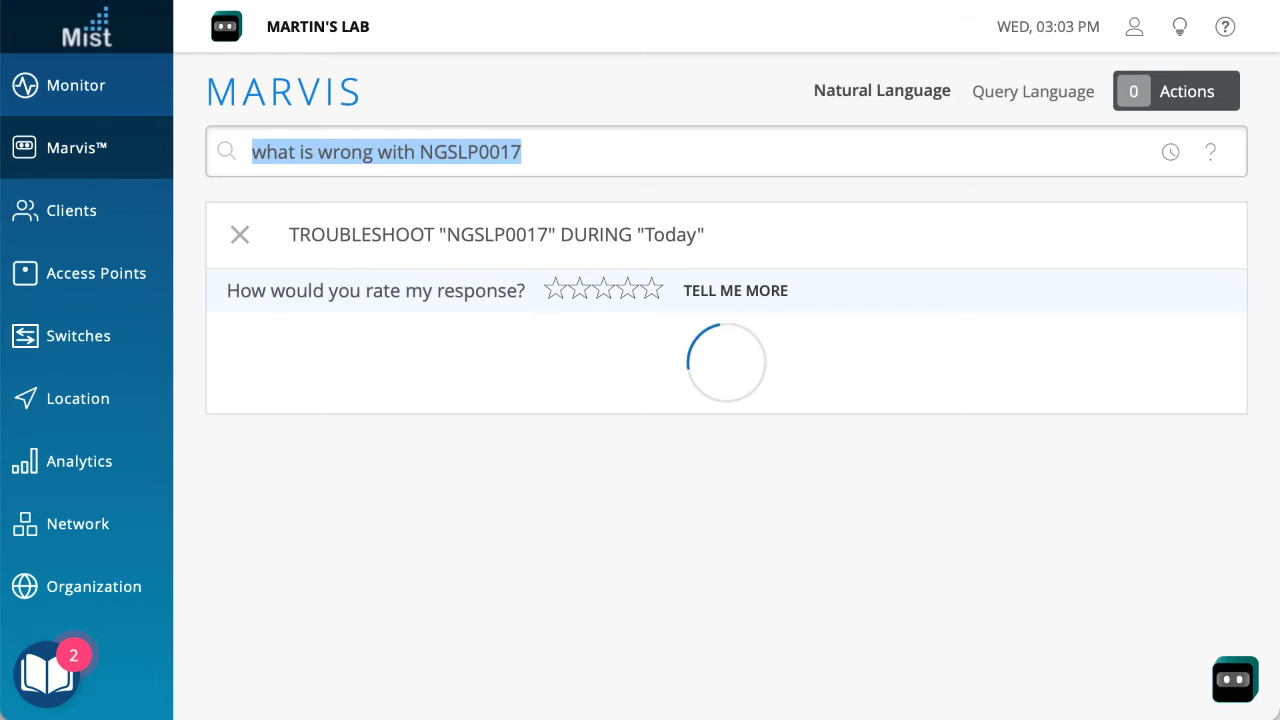 Mist
MARTIN'S LAB
WED, 03:03 PM
Monitor
Marvis™
Clients
Access Points
Switches
Location
Analytics
Network
Organization
2
MARVIS
Natural Language
Query Language
0 Actions
what is wrong with NGSLP0017
TROUBLESHOOT "NGSLP0017" DURING "Today"
How would you rate my response?
TELL ME MORE